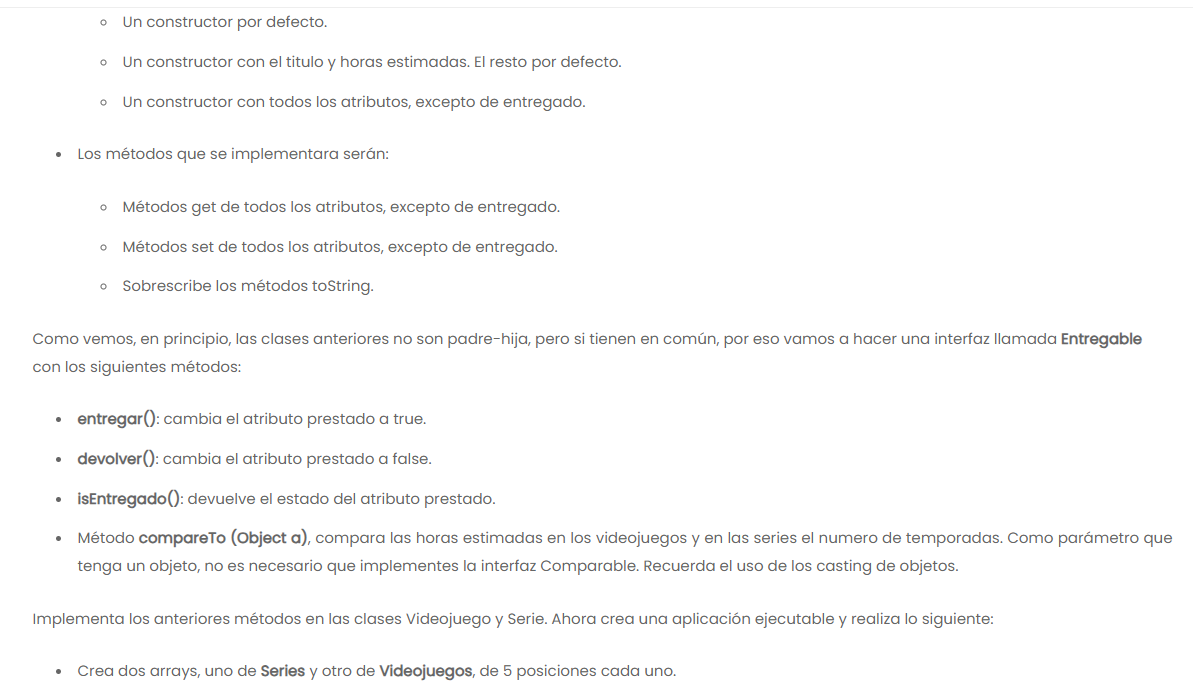 Un constructor por defecto.
Un constructor con el titulo y horas estimadas. El resto por defecto.
Un constructor con todos los atributos, excepto de entregado.
Los métodos que se implementara serán:
Métodos get de todos los atributos, excepto de entregado.
Métodos set de todos los atributos, excepto de entregado.
Sobrescribe los métodos toString.
Como vemos, en principio, las clases anteriores no son padre-hija, pero si tienen en común, por eso vamos a hacer una interfaz llamada Entregable
con los siguientes métodos:
entregar(): cambia el atributo prestado a true.
devolver(): cambia el atributo prestado a false.
isEntregado(): devuelve el estado del atributo prestado.
Método compareTo (Object a), compara las horas estimadas en los videojuegos y en las series el numero de temporadas. Como parámetro que
tenga un objeto, no es necesario que implementes la interfaz Comparable. Recuerda el uso de los casting de objetos.
Implementa los anteriores métodos en las clases Videojuego y Serie. Ahora crea una aplicación ejecutable y realiza lo siguiente:
Crea dos arrays, uno de Series y otro de Videojuegos, de 5 posiciones cada uno.